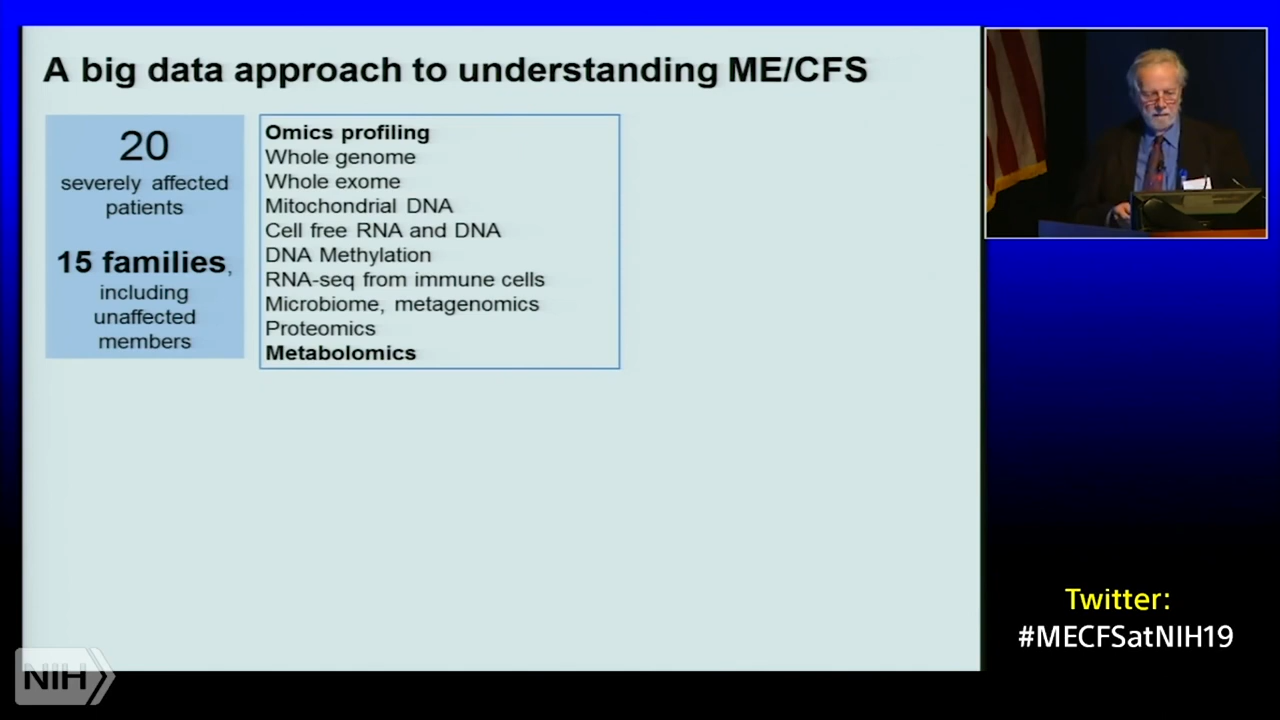 A big data approach to understanding ME/CFS
20
severely affected
patients
15 families,
including
unaffected
members
Omics profiling
Whole genome
Whole exome
Mitochondrial DNA
Cell free RNA and DNA
DNA Methylation
RNA-seq from immune cells
Microbiome, metagenomics
Proteomics
Metabolomics
Twitter:
#MECFSatNIH19
NIH